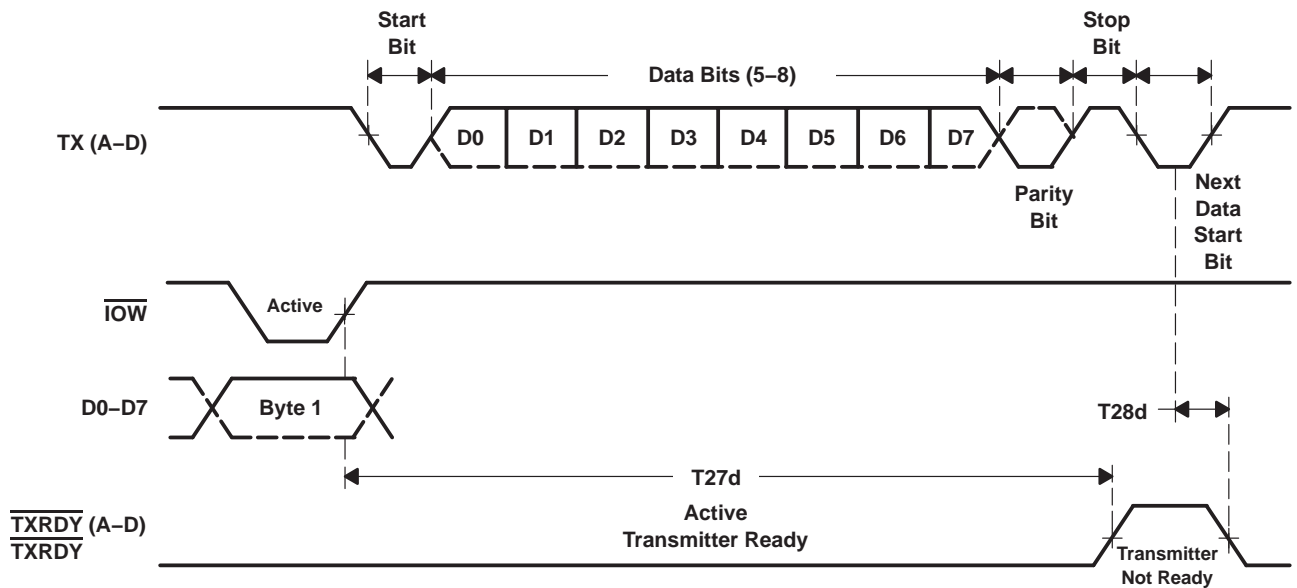 Start
Bit
Data Bits (5–8)
Stop
Bit
TX (A–D)
D0
D1
D2
D3
D4
D5
D6
D7
Parity
Bit
Next
Data
Start
Bit
IOW
Active
D0–D7
Byte 1
T28d
T27d
TXRDY (A–D)
TXRDY
Active
Transmitter Ready
Transmitter
Not Ready